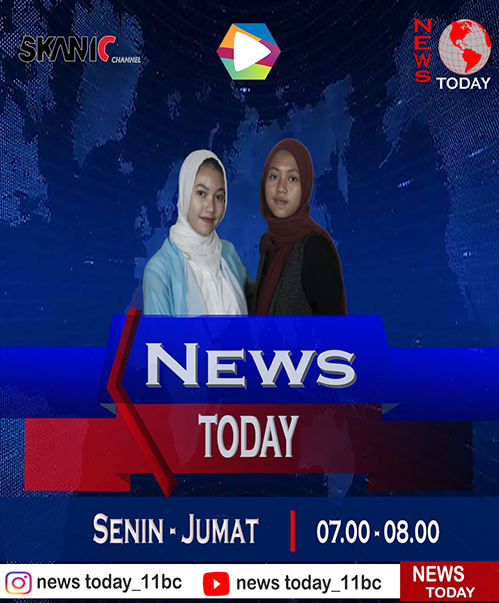 SKANIC
CHANNEL
NEWS
TODAY
NEWS
TODAY
SENIN - JUMAT | 07.00 - 08.00
news today_11bc
news today_11bc
NEWS
TODAY